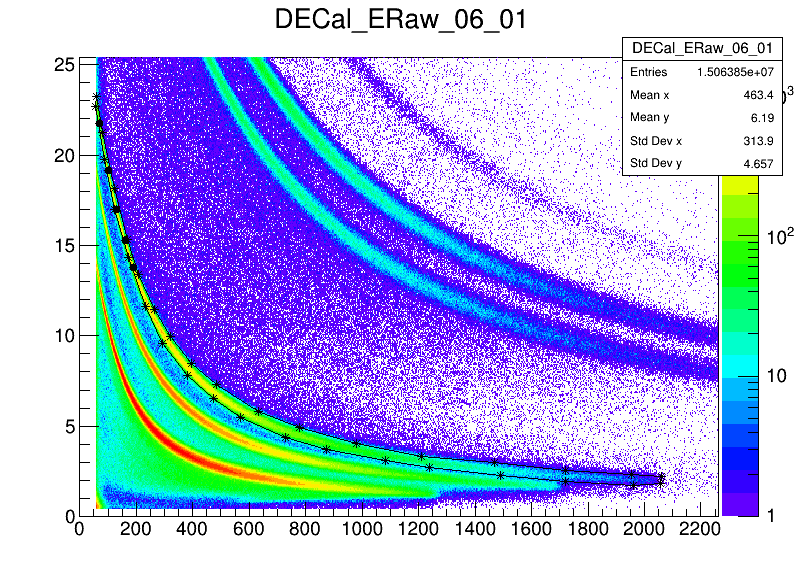 DECal_ERaw_06_01
DECal_ERaw_06_01
Entries 1.506385e+07
Mean x 463.4
Mean y 6.19
Std Dev x 313.9
Std Dev y 4.657
25
20
15
10
5
0
0 200 400 600 800 1000 1200 1400 1600 1800 2000 2200
10²
10
1